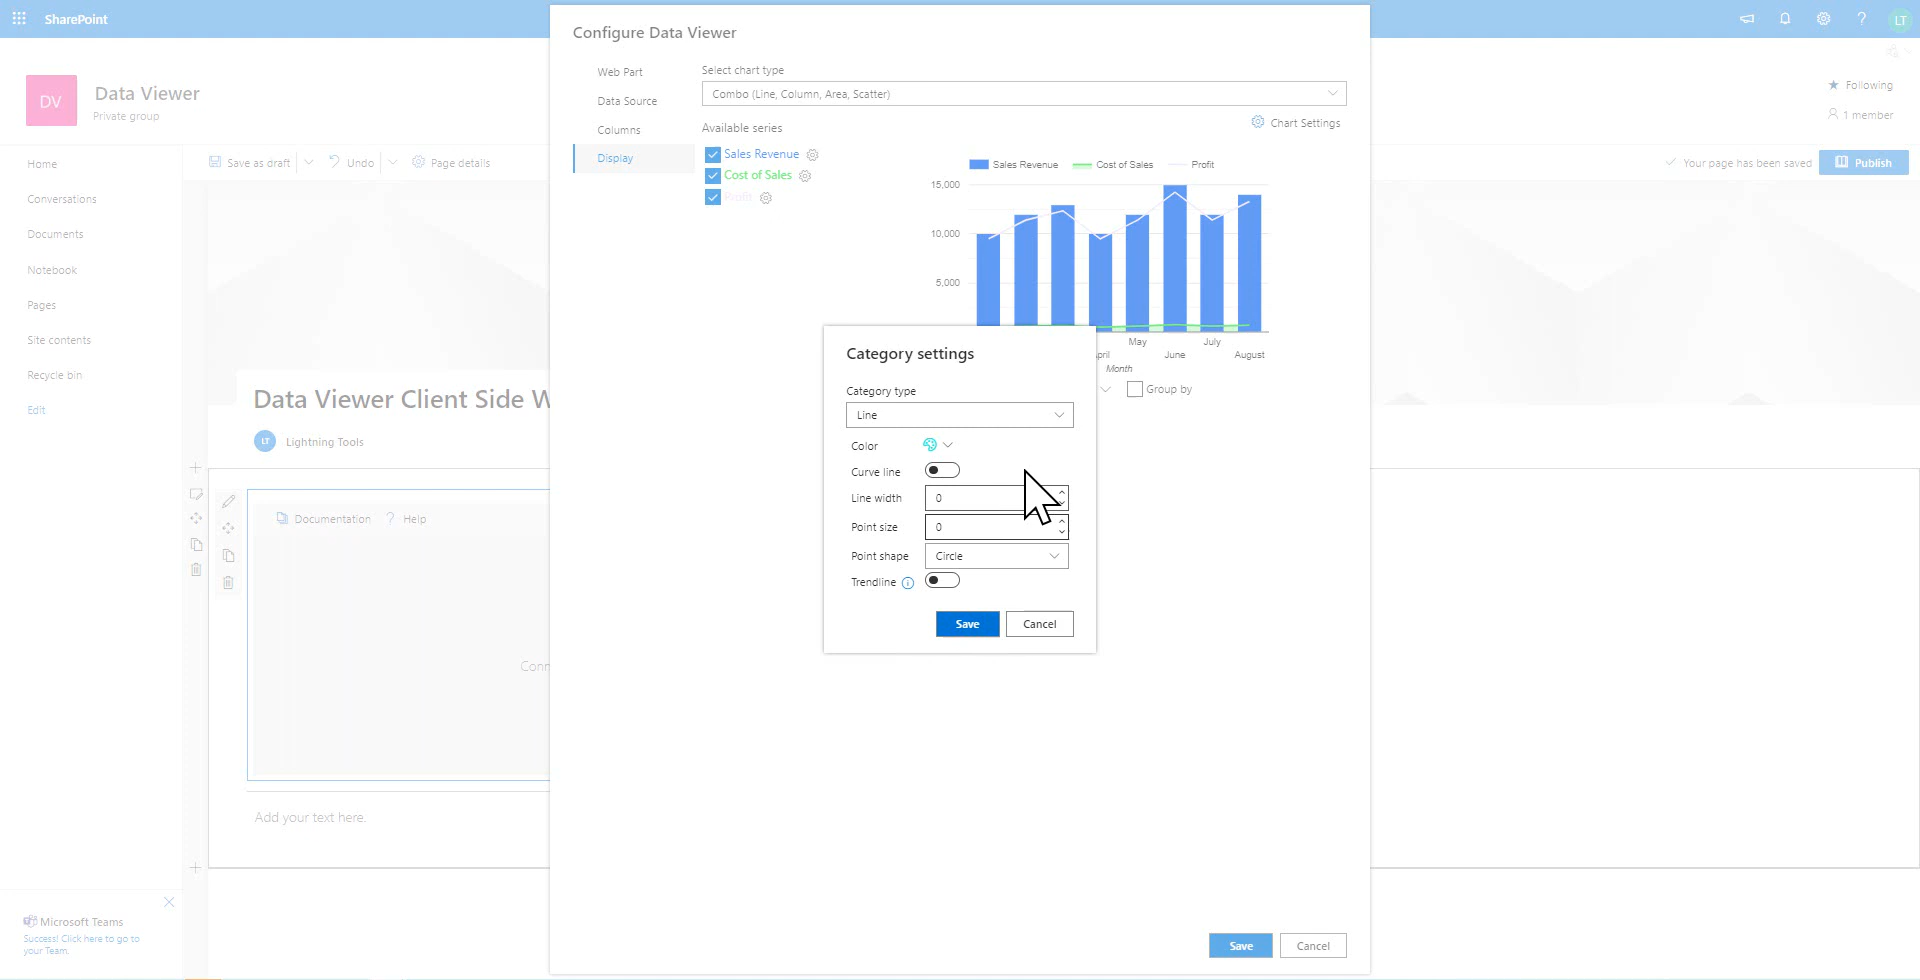 SharePoint
LT
Configure Data Viewer
DV
Data Viewer
Private group
Following
1 member
Home
Conversations
Documents
Notebook
Pages
Site contents
Recycle bin
Edit
Save as draft
Undo
Page details
Your page has been saved
Publish
Web Part
Data Source
Columns
Display
Select chart type
Combo (Line, Column, Area, Scatter)
Available series
Chart Settings
Sales Revenue
Cost of Sales
Profit
Sales Revenue Cost of Sales Profit
15,000
10,000
5,000
May
July
June
August
Month
Group by
Data Viewer Client Side W
LT Lightning Tools
Documentation
? Help
Conn
Add your text here.
Category settings
Category type
Line
Color
Curve line
Line width 0
Point size 0
Point shape Circle
Trendline
Save Cancel
Microsoft Teams
Success! Click here to go to
your Team.
Save Cancel